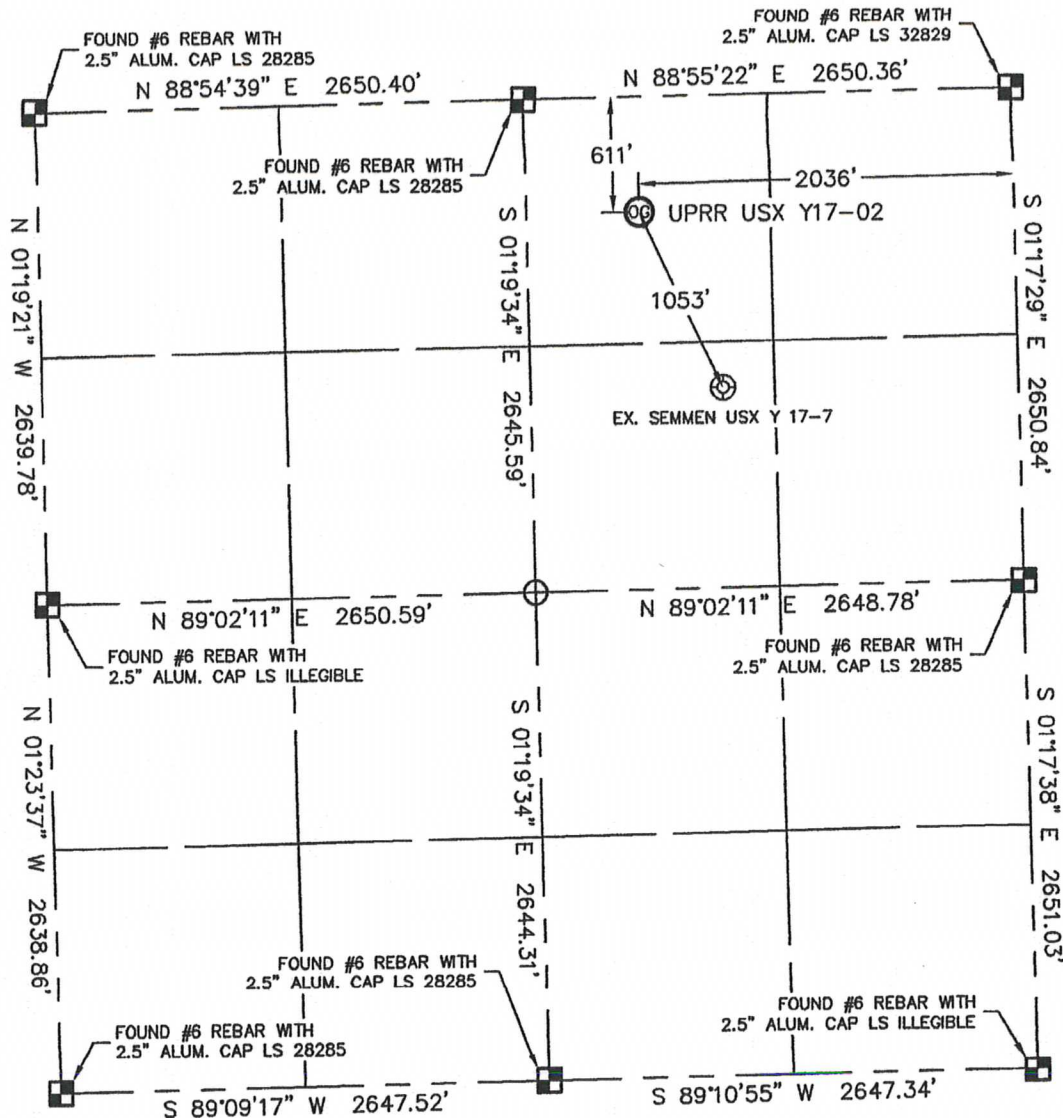 FOUND #6 REBAR WITH
2.5" ALUM. CAP LS 28285
FOUND #6 REBAR WITH
2.5" ALUM. CAP LS 32829
N 88°54'39" E 2650.40'
N 88°55'22" E 2650.36'
FOUND #6 REBAR WITH
2.5" ALUM. CAP LS 28285
611'
2036'
OG UPRR USX Y17-02
1053'
EX. SEMMEN USX Y 17-7
N 01°19'21" W 2639.78'
S 01°19'34" E 2645.59'
S 01°17'29" E 2650.84'
N 89°02'11" E 2650.59'
N 89°02'11" E 2648.78'
FOUND #6 REBAR WITH
2.5" ALUM. CAP LS ILLEGIBLE
FOUND #6 REBAR WITH
2.5" ALUM. CAP LS 28285
N 01°23'37" W 2638.86'
S 01°19'34" E 2644.31'
S 01°17'38" E 2651.03'
FOUND #6 REBAR WITH
2.5" ALUM. CAP LS 28285
FOUND #6 REBAR WITH
2.5" ALUM. CAP LS 28285
FOUND #6 REBAR WITH
2.5" ALUM. CAP LS ILLEGIBLE
S 89°09'17" W 2647.52'
S 89°10'55" W 2647.34'